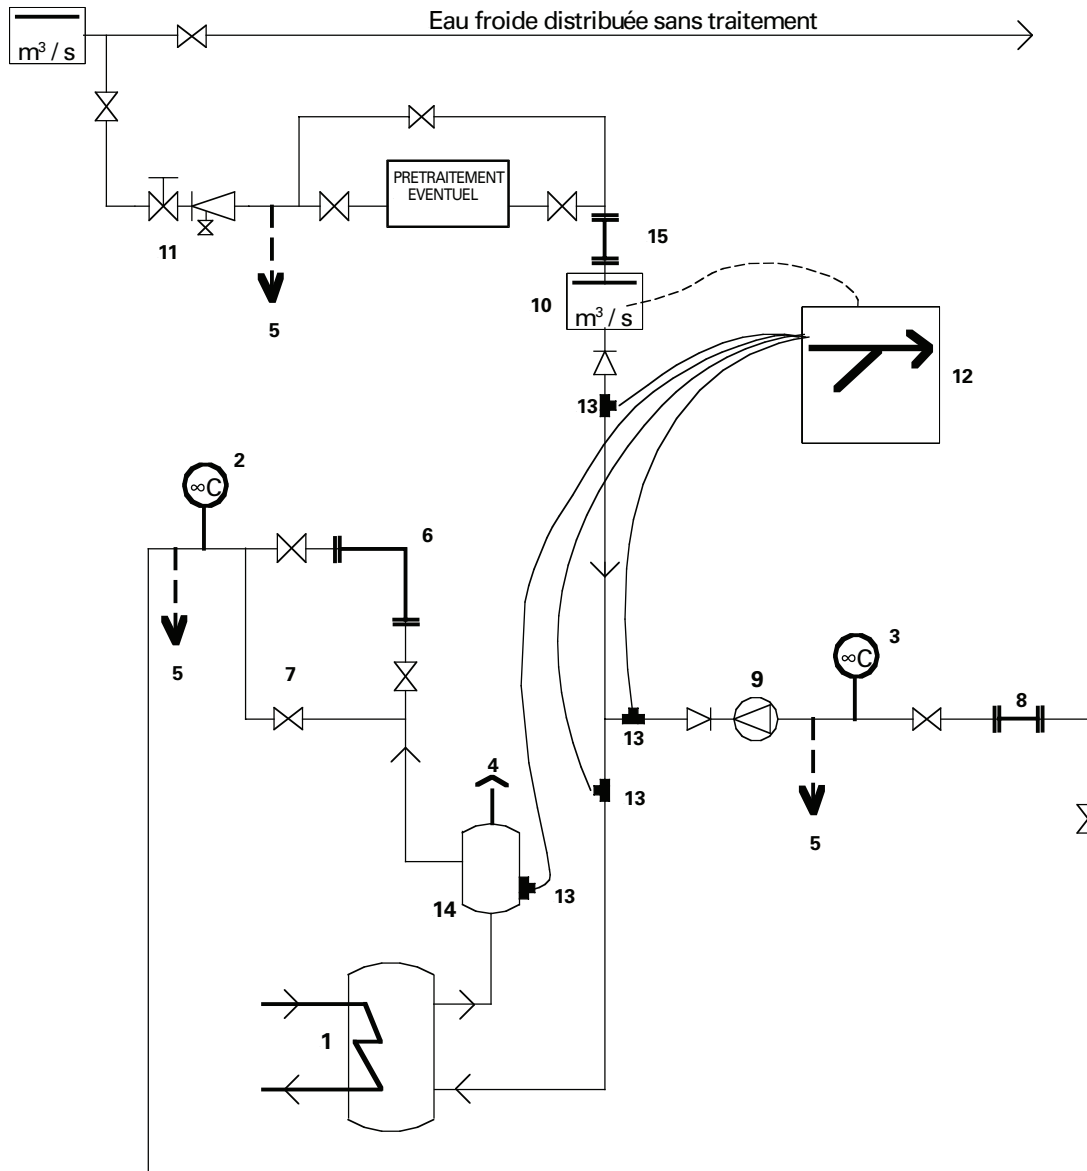 Eau froide distribuée sans traitement
m³ / s
PRETRAITEMENT
EVENTUEL
11
15
5
10
m³ / s
12
13
2
∞C
6
5
7
3
∞C
9
8
13
4
13
5
13
14
1